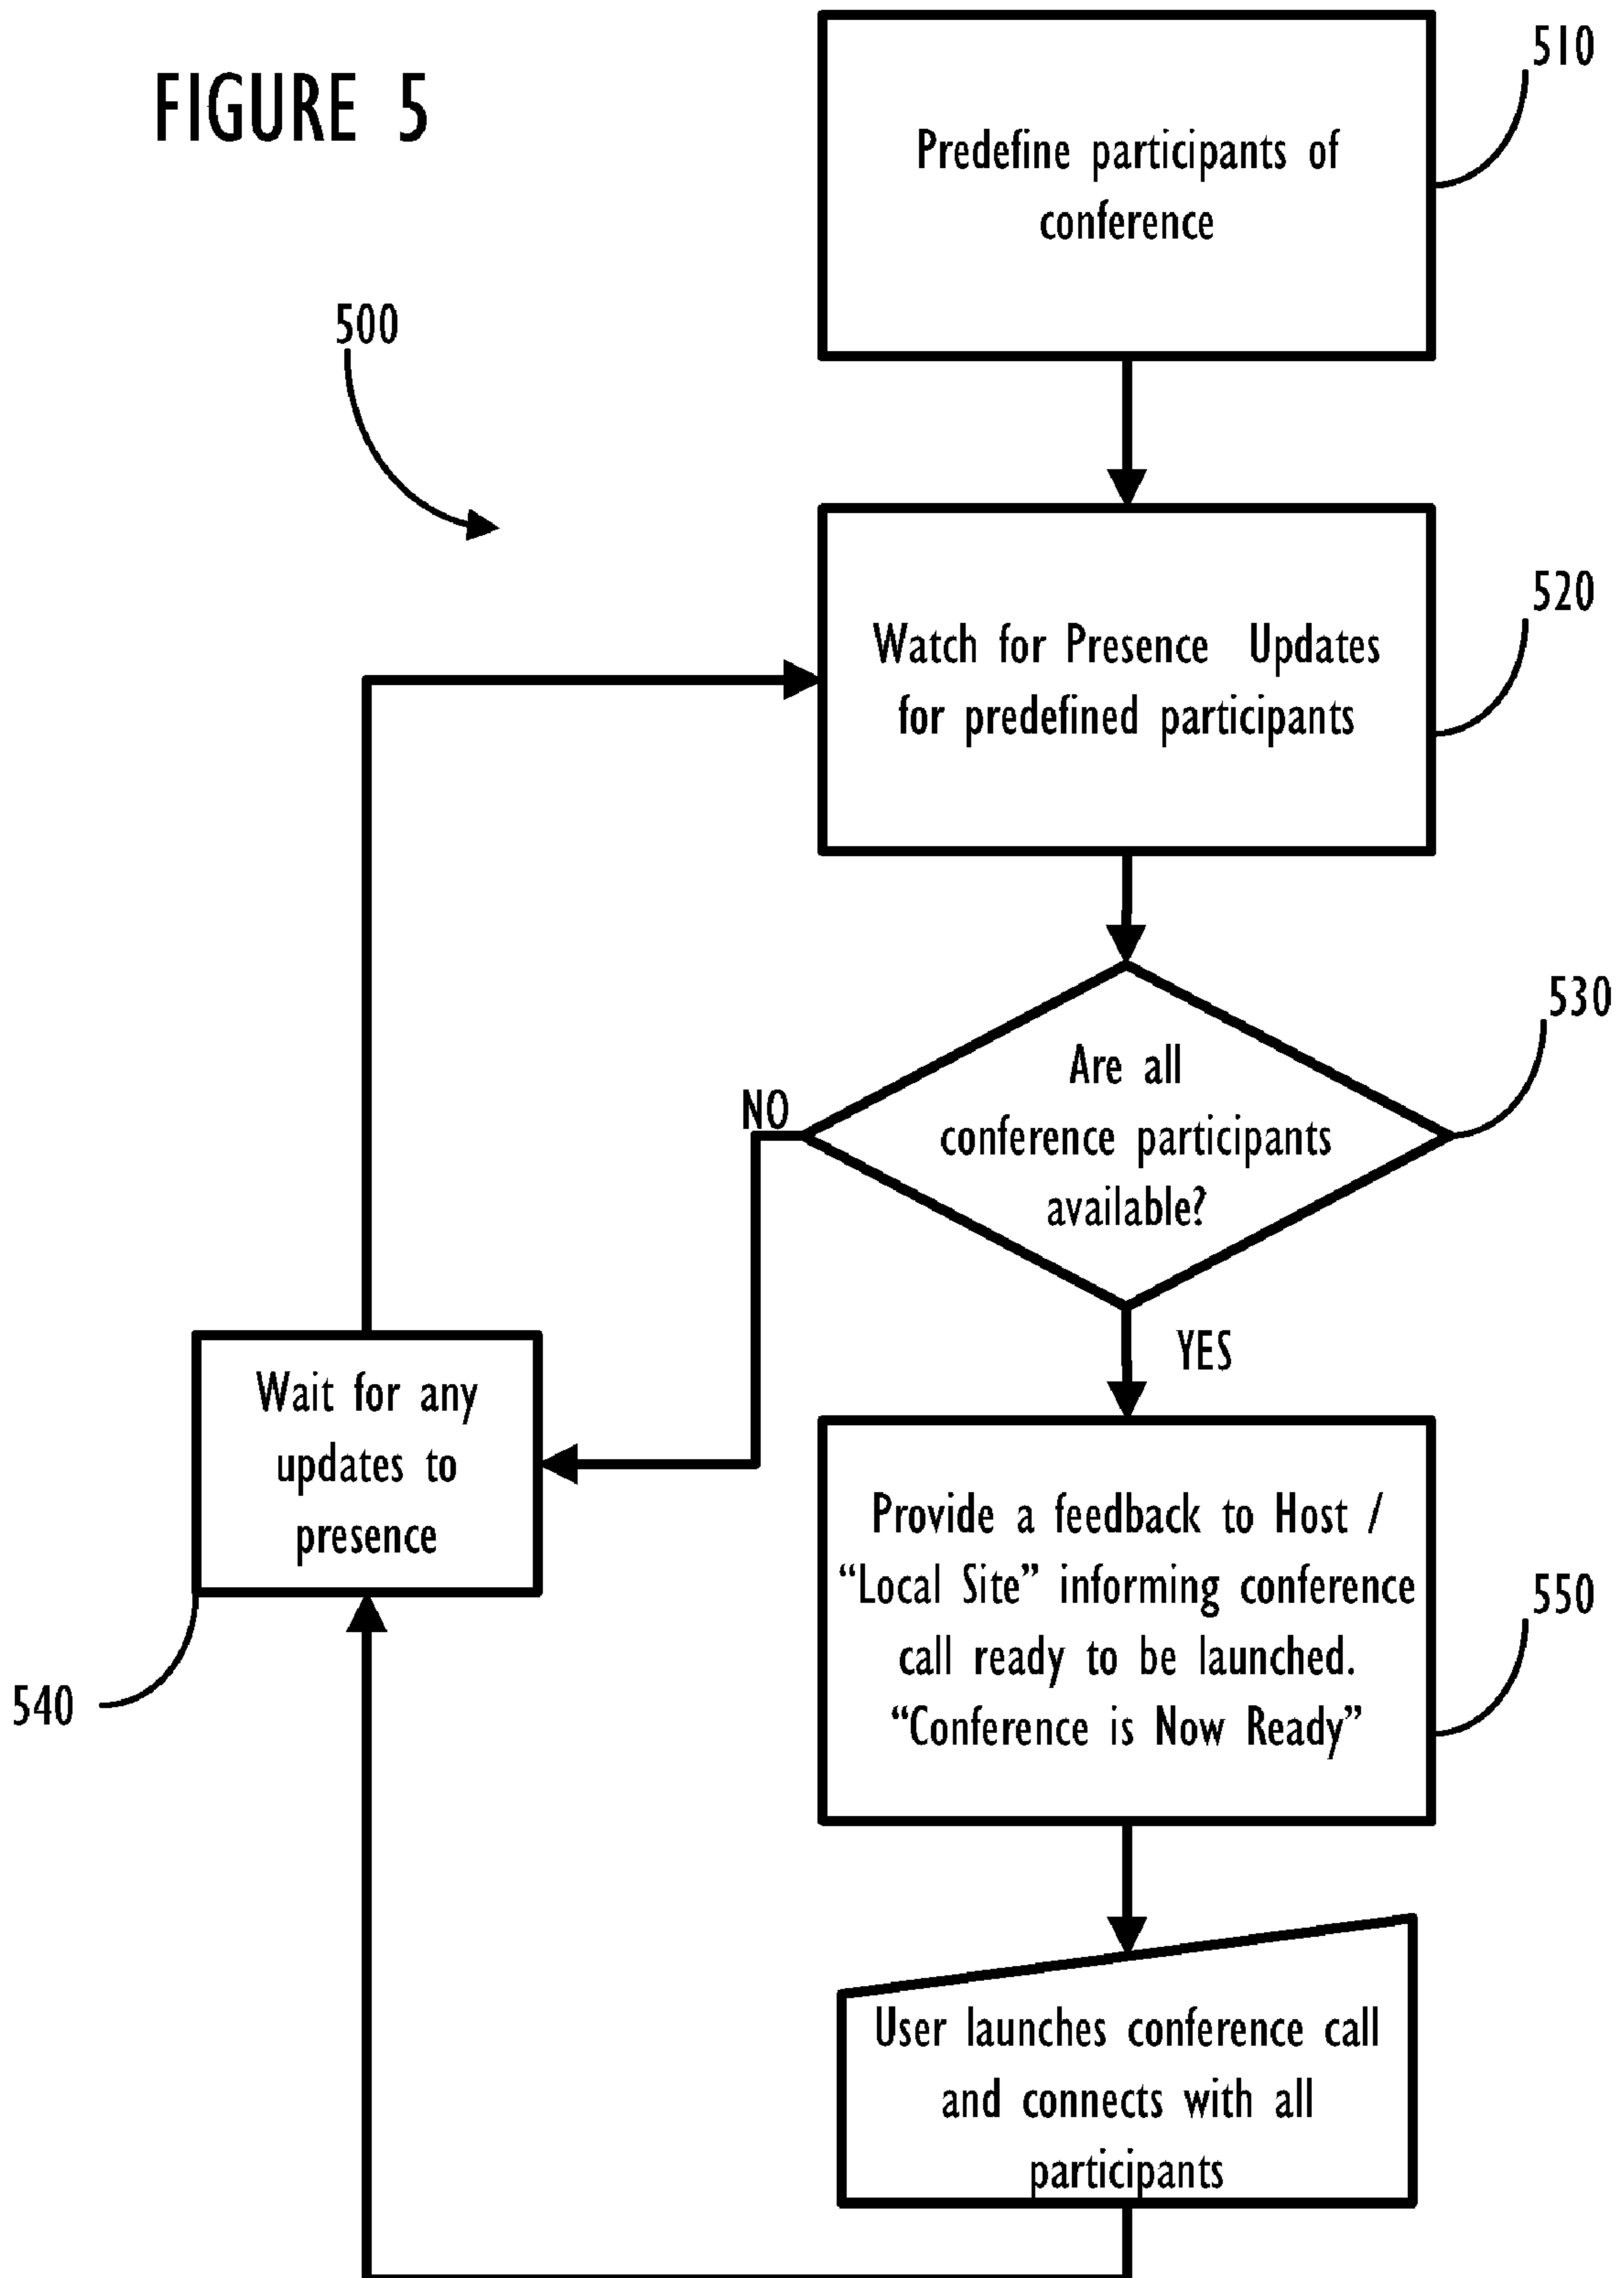 FIGURE 5
510
Predefine participants of
conference
500
520
Watch for Presence Updates
for predefined participants
530
Are all
conference participants
available?
NO
YES
Wait for any
updates to
presence
540
Provide a feedback to Host /
“Local Site” informing conference
call ready to be launched.
“Conference is Now Ready”
550
User launches conference call
and connects with all
participants